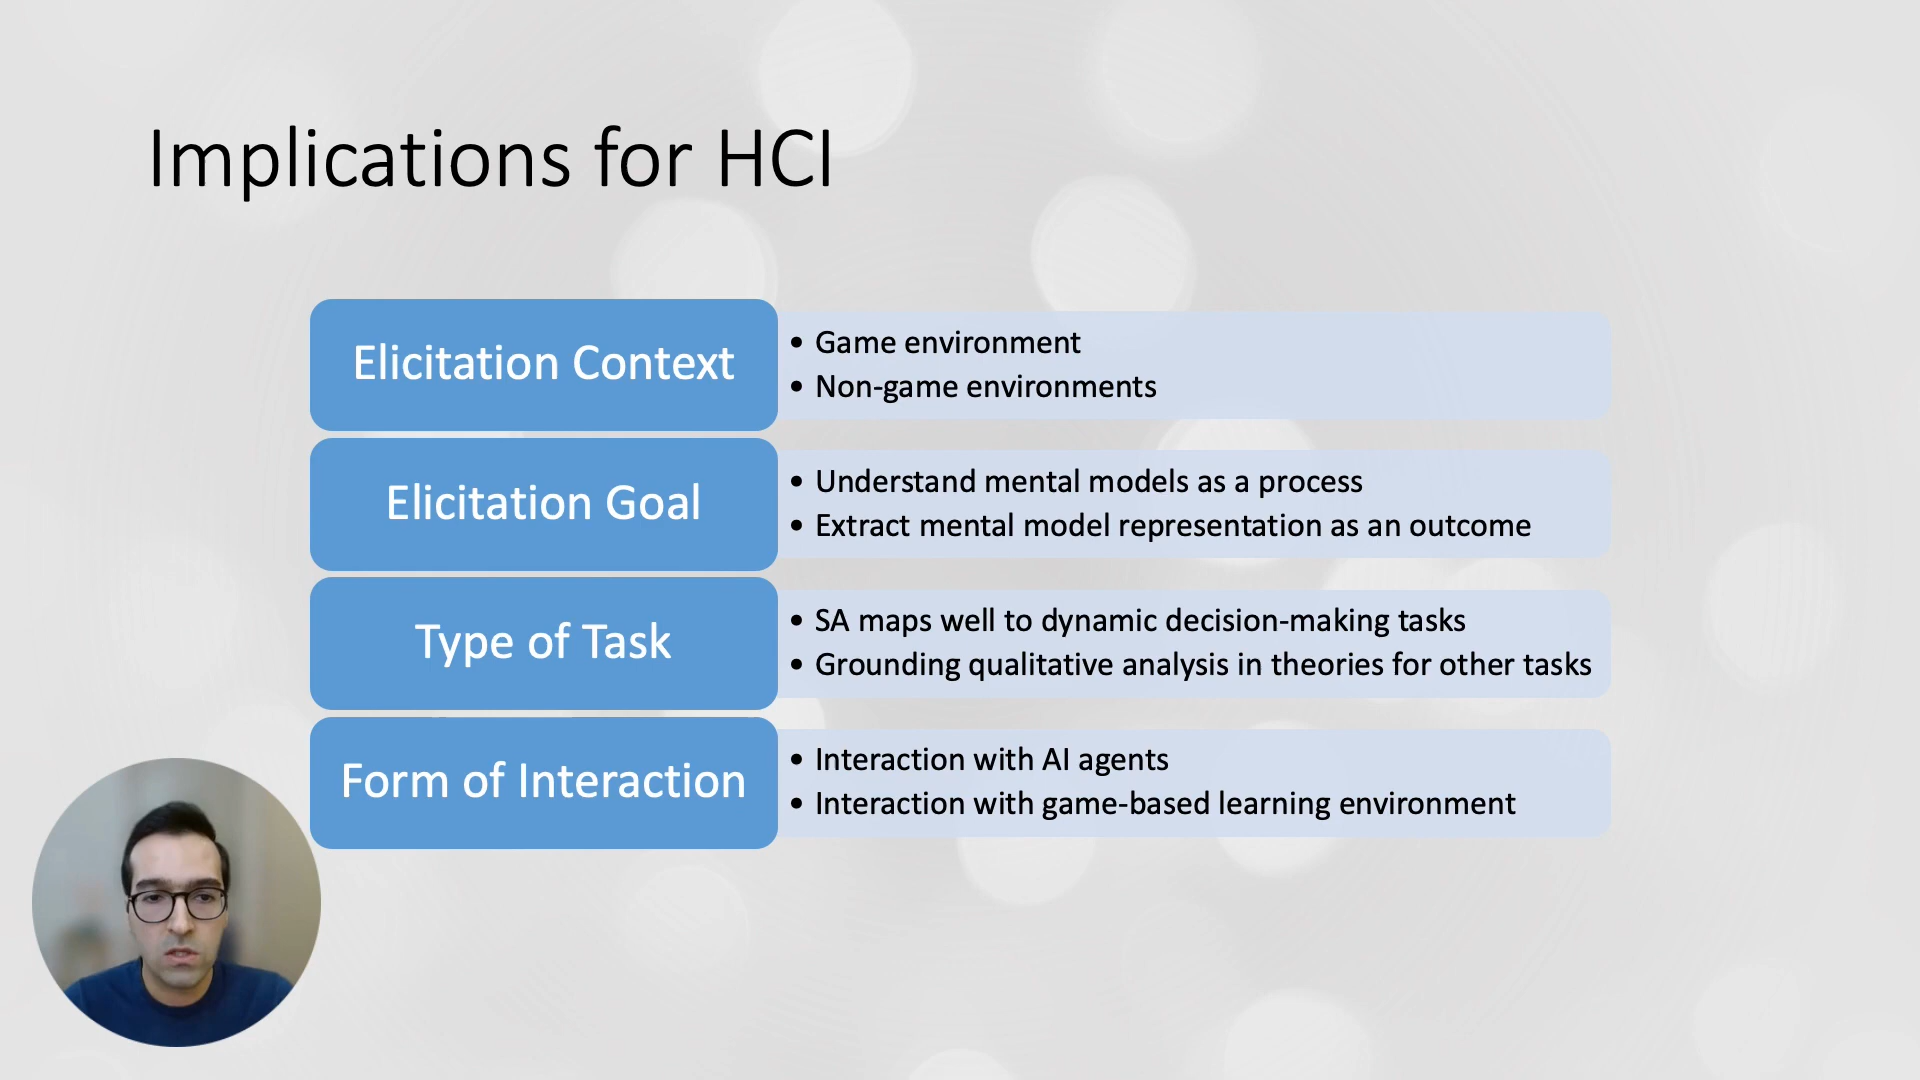 Implications for HCI
Elicitation Context
• Game environment
• Non-game environments
Elicitation Goal
• Understand mental models as a process
• Extract mental model representation as an outcome
Type of Task
• SA maps well to dynamic decision-making tasks
• Grounding qualitative analysis in theories for other tasks
Form of Interaction
• Interaction with AI agents
• Interaction with game-based learning environment